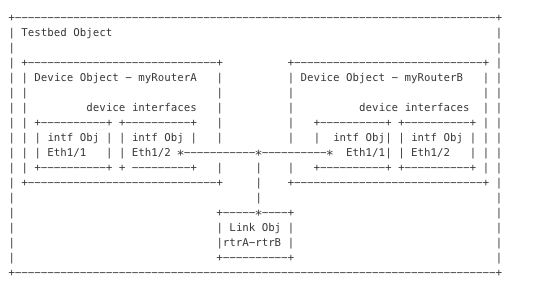 Testbed Object
Device Object - myRouterA Device Object - myRouterB
device interfaces device interfaces
intf Obj intf Obj intf Obj intf Obj
Eth1/1 Eth1/2 Eth1/1 Eth1/2
Link Obj
rtrA-rtrB